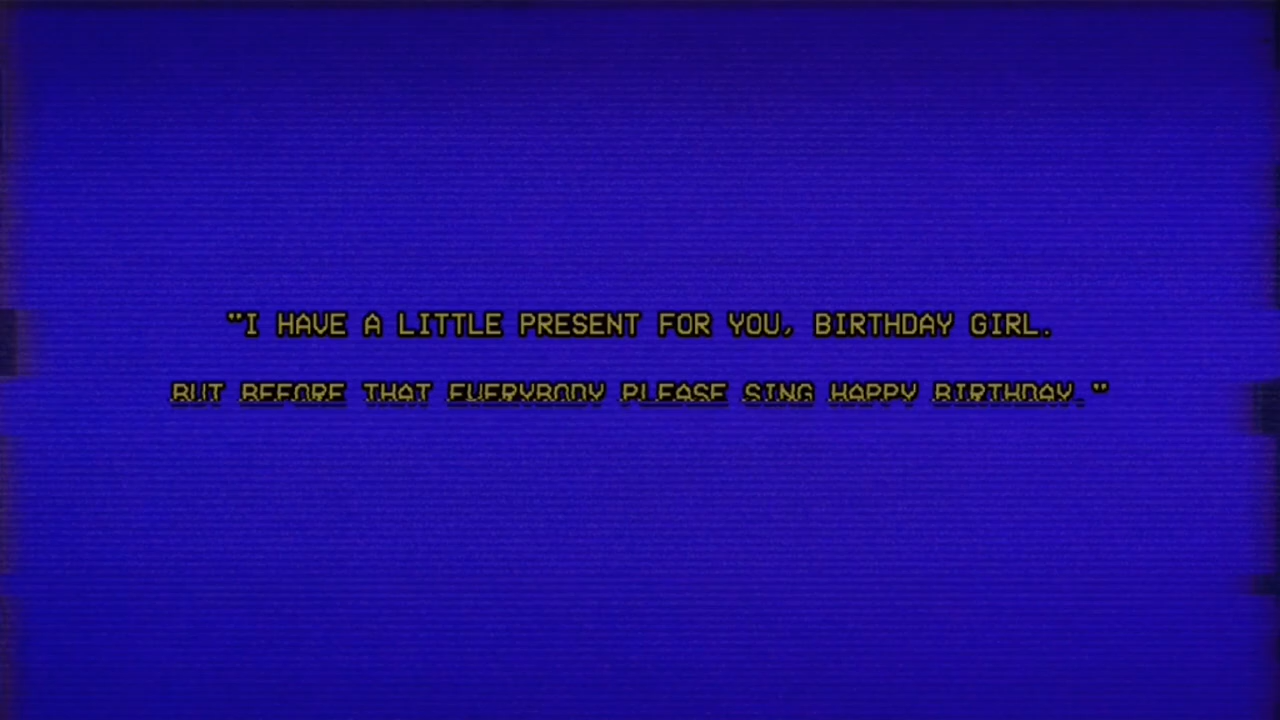 "I HAVE A LITTLE PRESENT FOR YOU, BIRTHDAY GIRL.
BUT BEFORE THAT EVERYBODY PLEASE SING HAPPY BIRTHDAY."